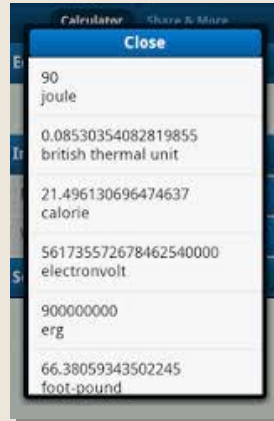 Calculator Share & More
Close
90
joule
0.08530354082819855
british thermal unit
21.496130696474637
calorie
561735572678462540000
electronvolt
900000000
erg
66.38059343502245
foot-pound